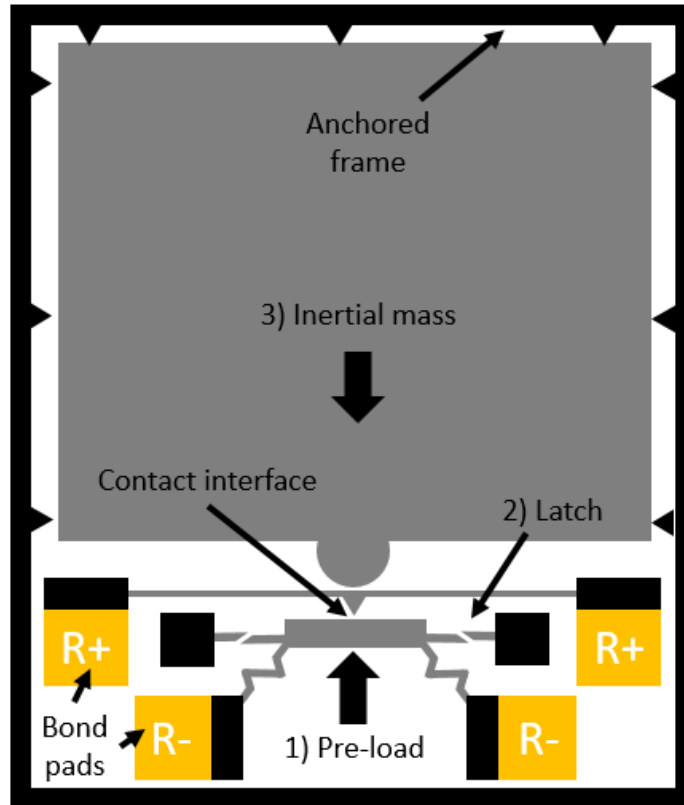 Anchored
frame
3) Inertial mass
Contact interface
2) Latch
R+
R+
Bond
pads
R-
R-
1) Pre-load